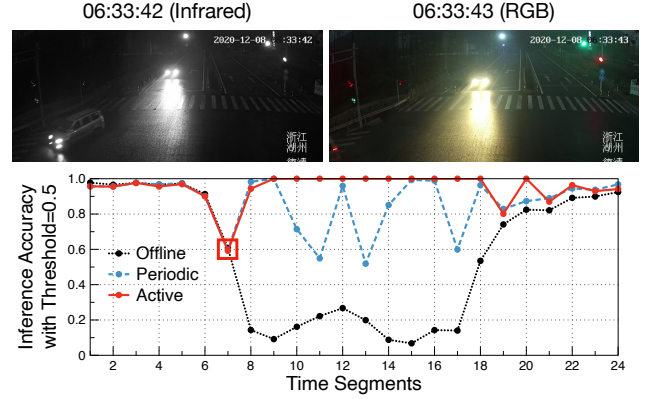 06:33:42 (Infrared)
06:33:43 (RGB)
2020-12-08 :33:42
2020-12-08 :33:43
浙江
湖州
浙江
湖州
Inference Accuracy
with Threshold=0.5
1.0
0.8
0.6
0.4
0.2
0
Offline
Periodic
Active
2 4 6 8 10 12 14 16 18 20 22 24
Time Segments